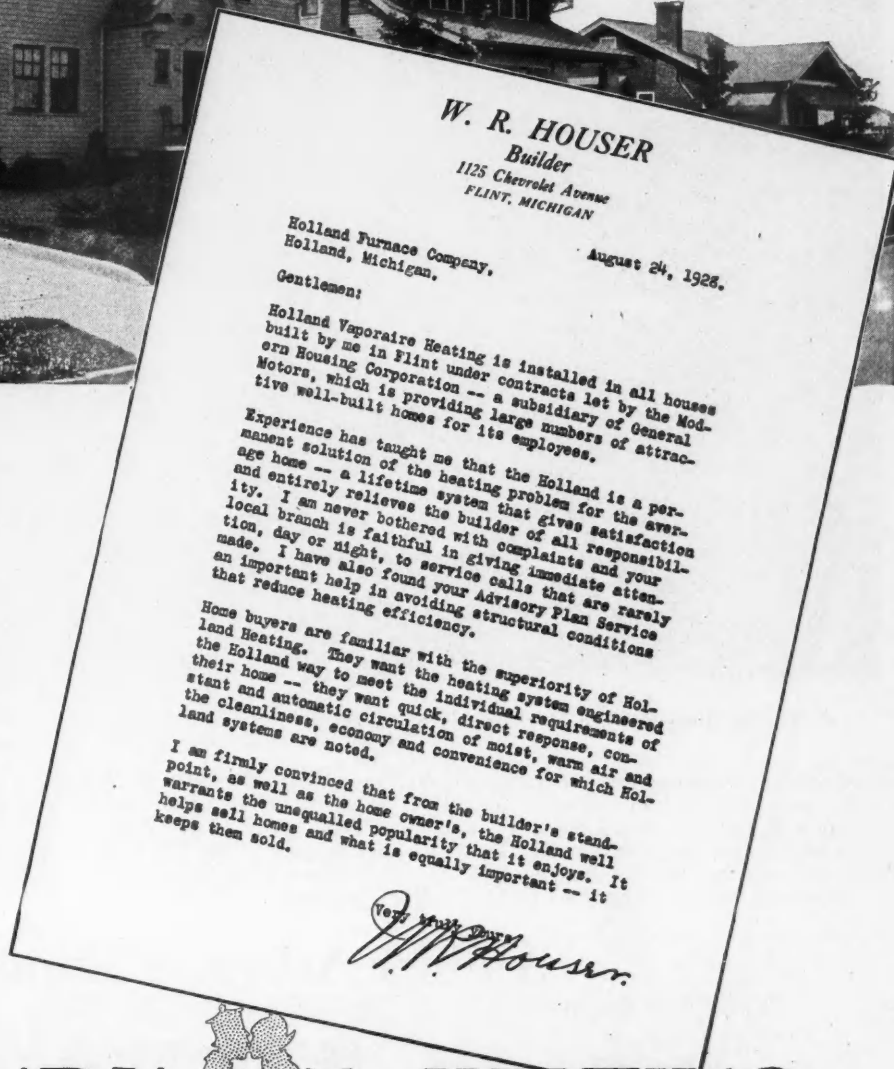 W. R. HOUSER
Builder
1125 Chevrolet Avenue
FLINT, MICHIGAN
August 24, 1928.
Holland Furnace Company,
Holland, Michigan.
Gentlemen:
Holland Vaporaire Heating is installed in all houses
built by me in Flint under contracts let by the Mod-
ern Housing Corporation -- a subsidiary of General
Motors, which is providing large numbers of attrac-
tive well-built homes for its employees.
Experience has taught me that the Holland is a per-
manent solution of the heating problem for the aver-
age home -- a lifetime system that gives satisfaction
and entirely relieves the builder of all responsibil-
ity. I am never bothered with complaints and your
local branch is faithful in giving immediate atten-
tion, day or night, to service calls that are rarely
made. I have also found your Advisory Plan Service
an important help in avoiding structural conditions
that reduce heating efficiency.
Home buyers are familiar with the superiority of Hol-
land Heating. They want the heating system engineered
the Holland way to meet the individual requirements of
their home -- they want quick, direct response, con-
stant and automatic circulation of moist, warm air and
the cleanliness, economy and convenience for which Hol-
land systems are noted.
I am firmly convinced that from the builder's stand-
point, as well as the home owner's, the Holland well
warrants the unequalled popularity that it enjoys. It
helps sell homes and what is equally important -- it
keeps them sold.
Very truly yours,
W. R. Houser.